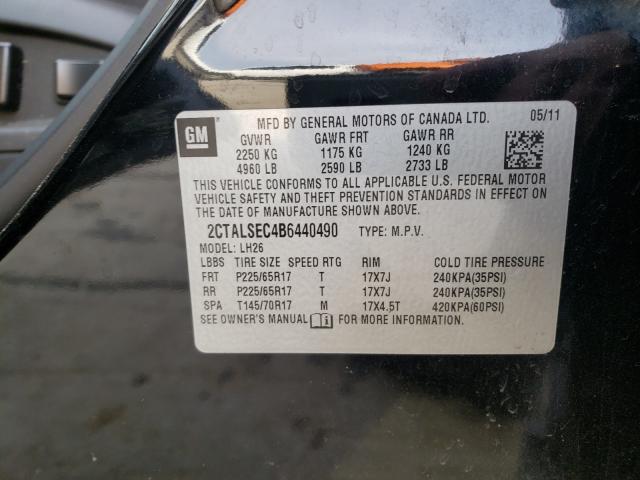 GM
MFD BY GENERAL MOTORS OF CANADA LTD. 05/11
GVWR GAWR FRT GAWR RR
2250 KG 1175 KG 1240 KG
4960 LB 2590 LB 2733 LB
THIS VEHICLE CONFORMS TO ALL APPLICABLE U.S. FEDERAL MOTOR
VEHICLE SAFETY AND THEFT PREVENTION STANDARDS IN EFFECT ON
THE DATE OF MANUFACTURE SHOWN ABOVE.
2CTALSEC4B6440490 TYPE: M.P.V.
MODEL: LH26
LBBS TIRE SIZE SPEED RTG RIM COLD TIRE PRESSURE
FRT P225/65R17 T 17X7J 240KPA(35PSI)
RR P225/65R17 T 17X7J 240KPA(35PSI)
SPA T145/70R17 M 17X4.5T 420KPA(60PSI)
SEE OWNER'S MANUAL FOR MORE INFORMATION.